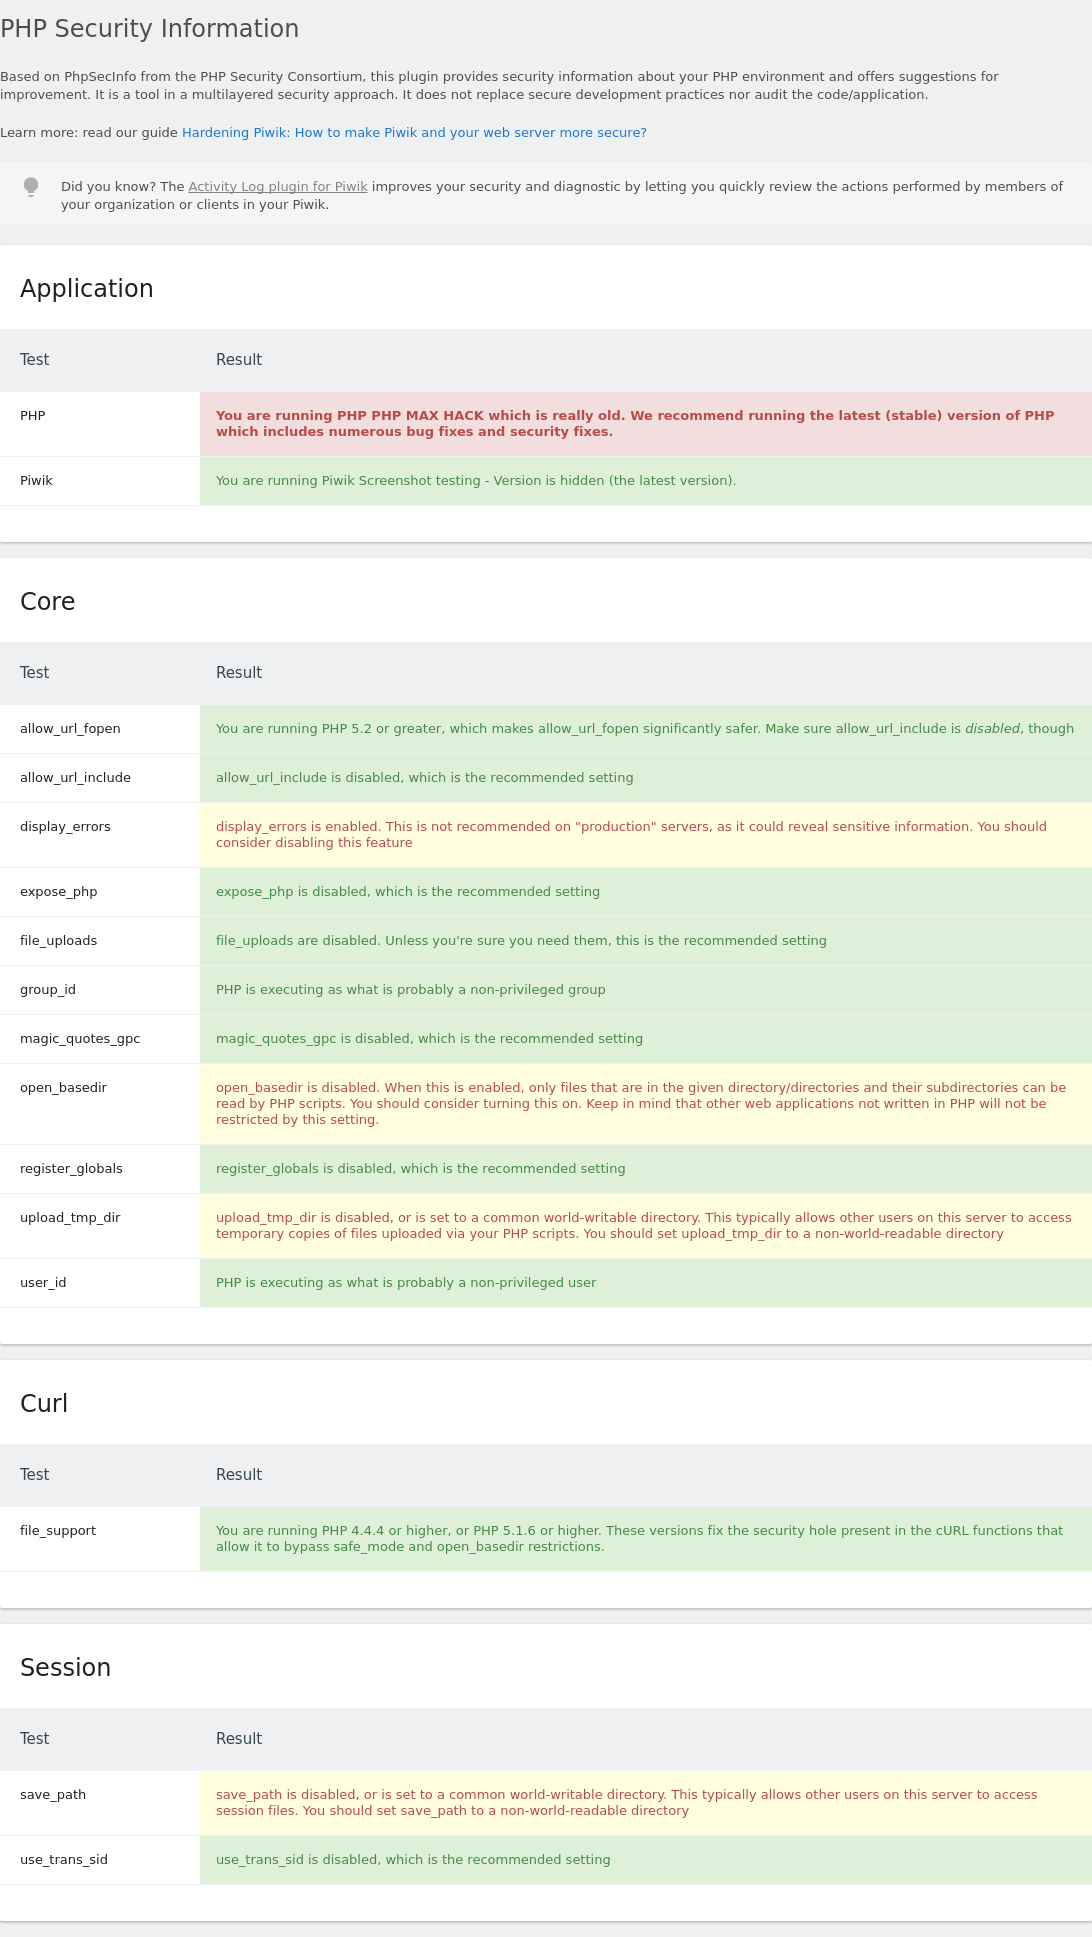 PHP Security Information
Based on PhpSecInfo from the PHP Security Consortium, this plugin provides security information about your PHP environment and offers suggestions for
improvement. It is a tool in a multilayered security approach. It does not replace secure development practices nor audit the code/application.
Learn more: read our guide Hardening Piwik: How to make Piwik and your web server more secure?
Did you know? The Activity Log plugin for Piwik improves your security and diagnostic by letting you quickly review the actions performed by members of
your organization or clients in your Piwik.
Application
Test Result
PHP You are running PHP PHP MAX HACK which is really old. We recommend running the latest (stable) version of PHP
which includes numerous bug fixes and security fixes.
Piwik You are running Piwik Screenshot testing - Version is hidden (the latest version).
Core
Test Result
allow_url_fopen You are running PHP 5.2 or greater, which makes allow_url_fopen significantly safer. Make sure allow_url_include is disabled, though
allow_url_include allow_url_include is disabled, which is the recommended setting
display_errors display_errors is enabled. This is not recommended on "production" servers, as it could reveal sensitive information. You should
consider disabling this feature
expose_php expose_php is disabled, which is the recommended setting
file_uploads file_uploads are disabled. Unless you're sure you need them, this is the recommended setting
group_id PHP is executing as what is probably a non-privileged group
magic_quotes_gpc magic_quotes_gpc is disabled, which is the recommended setting
open_basedir open_basedir is disabled. When this is enabled, only files that are in the given directory/directories and their subdirectories can be
read by PHP scripts. You should consider turning this on. Keep in mind that other web applications not written in PHP will not be
restricted by this setting.
register_globals register_globals is disabled, which is the recommended setting
upload_tmp_dir upload_tmp_dir is disabled, or is set to a common world-writable directory. This typically allows other users on this server to access
temporary copies of files uploaded via your PHP scripts. You should set upload_tmp_dir to a non-world-readable directory
user_id PHP is executing as what is probably a non-privileged user
Curl
Test Result
file_support You are running PHP 4.4.4 or higher, or PHP 5.1.6 or higher. These versions fix the security hole present in the cURL functions that
allow it to bypass safe_mode and open_basedir restrictions.
Session
Test Result
save_path save_path is disabled, or is set to a common world-writable directory. This typically allows other users on this server to access
session files. You should set save_path to a non-world-readable directory
use_trans_sid use_trans_sid is disabled, which is the recommended setting